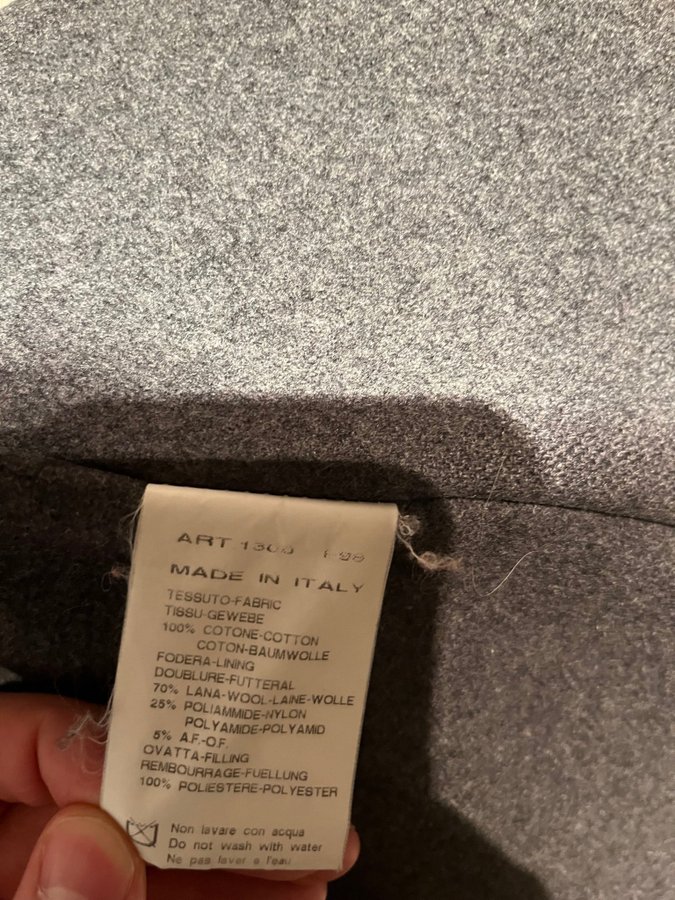 ART 1300
MADE IN ITALY
TESSUTO-FABRIC
TISSU-GEWEBE
100% COTONE-COTTON
COTON-BAUMWOLLE
FODERA-LINING
DOUBLURE-FUTTERAL
70% LANA-WOOL-LAINE-WOLLE
25% POLIAMMIDE-NYLON
POLYAMIDE-POLYAMID
5% A.F.-O.F.
OVATTA-FILLING
REMBOURRAGE-FUELLUNG
100% POLIESTERE-POLYESTER
Non lavare con acqua
Do not wash with water
Ne pas laver a l'eau